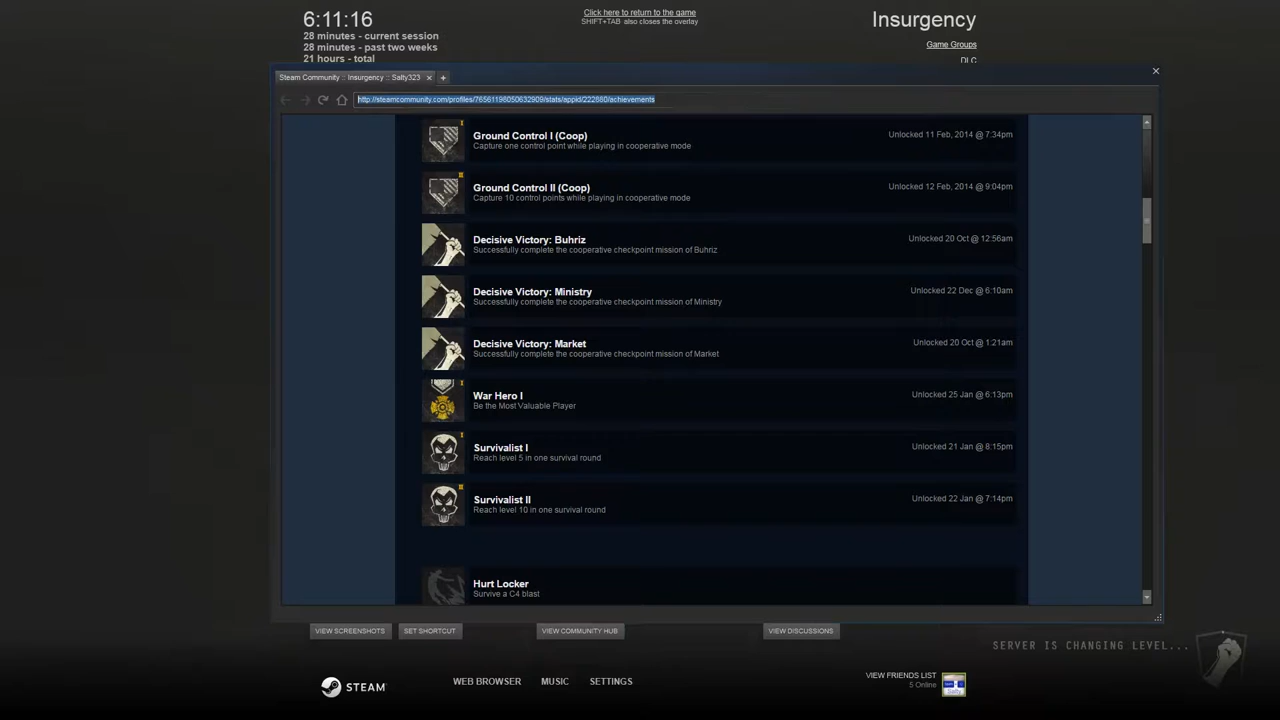 6:11:16
28 minutes - current session
28 minutes - past two weeks
21 hours - total
Click here to return to the game
SHIFT+TAB also closes the overlay
Insurgency
Game Groups
DLC
Steam Community :: Insurgency :: Salty323
http://steamcommunity.com/profiles/76561198050632909/stats/appid/222880/achievements
Ground Control I (Coop)
Capture one control point while playing in cooperative mode
Unlocked 11 Feb, 2014 @ 7:34pm
Ground Control II (Coop)
Capture 10 control points while playing in cooperative mode
Unlocked 12 Feb, 2014 @ 9:04pm
Decisive Victory: Buhriz
Successfully complete the cooperative checkpoint mission of Buhriz
Unlocked 20 Oct @ 12:56am
Decisive Victory: Ministry
Successfully complete the cooperative checkpoint mission of Ministry
Unlocked 22 Dec @ 6:10am
Decisive Victory: Market
Successfully complete the cooperative checkpoint mission of Market
Unlocked 20 Oct @ 1:21am
War Hero I
Be the Most Valuable Player
Unlocked 25 Jan @ 6:13pm
Survivalist I
Reach level 5 in one survival round
Unlocked 21 Jan @ 8:15pm
Survivalist II
Reach level 10 in one survival round
Unlocked 22 Jan @ 7:14pm
Hurt Locker
Survive a C4 blast
VIEW SCREENSHOTS
SET SHORTCUT
VIEW COMMUNITY HUB
VIEW DISCUSSIONS
SERVER IS CHANGING LEVEL...
STEAM
WEB BROWSER
MUSIC
SETTINGS
VIEW FRIENDS LIST
5 Online